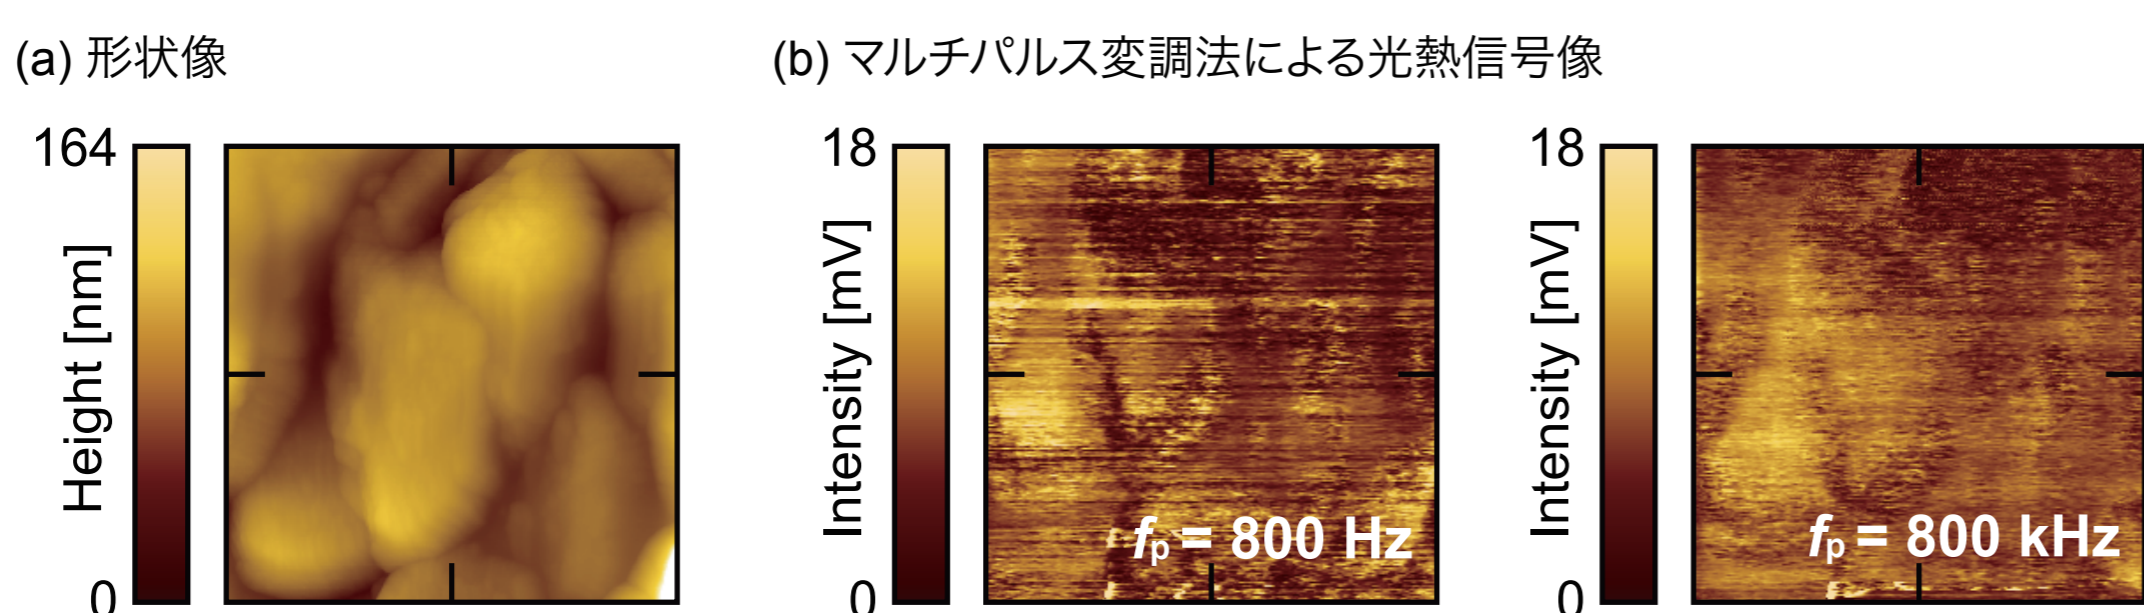 (a) 形状像
(b) マルチパルス変調法による光熱信号像
164
Height [nm]
0
18
Intensity [mV]
0
fp = 800 Hz
18
Intensity [mV]
0
fp = 800 kHz